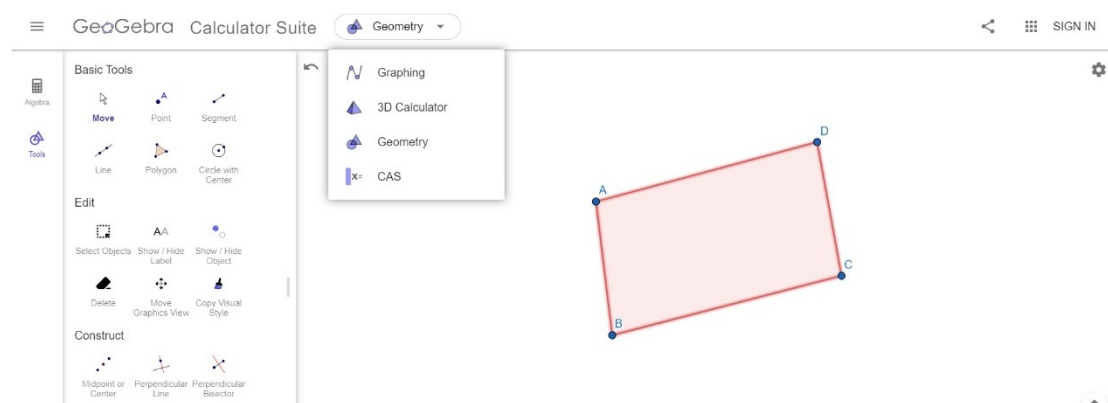 GeoGebra Calculator Suite Geometry SIGN IN
Graphing
3D Calculator
Geometry
CAS
Algebra
Tools
Basic Tools
Move Point Segment
Line Polygon Circle with
Center
Edit
Select Objects Show / Hide Show / Hide
Label Object
AA
Delete Move Copy Visual
Graphics View Style
Construct
Midpoint or Perpendicular Perpendicular
Center Line Bisector
x=
A
D
A
C
B